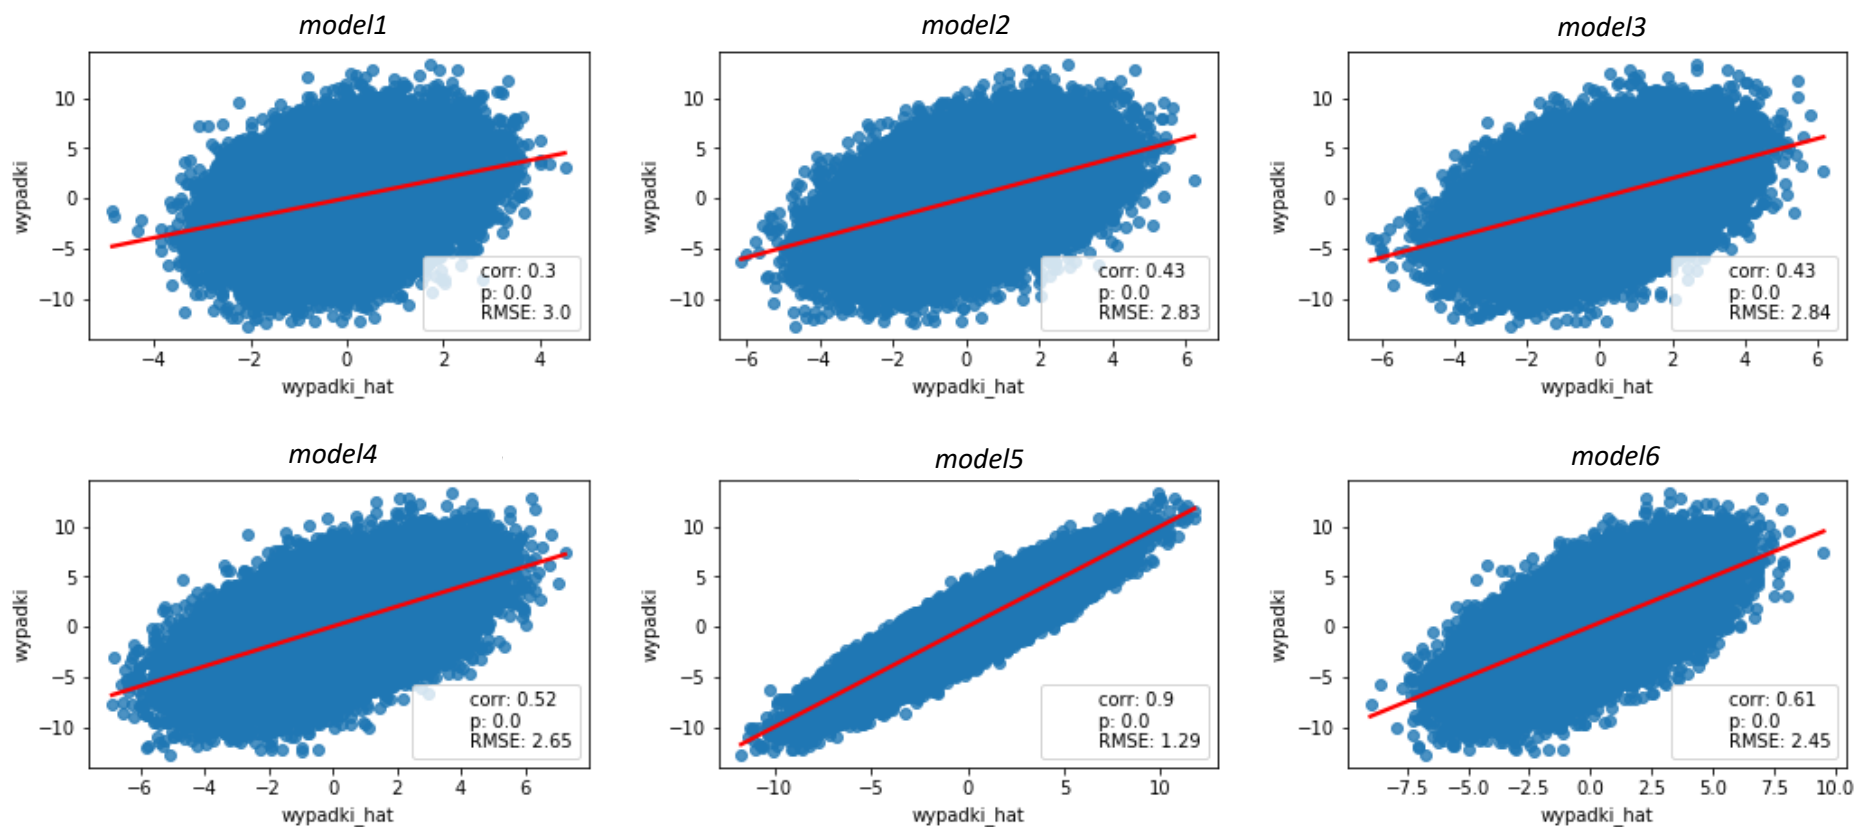 model1
10
5
0
−5
−10
wypadki
corr: 0.3
p: 0.0
RMSE: 3.0
−4 −2 0 2 4
wypadki_hat
model2
10
5
0
−5
−10
wypadki
corr: 0.43
p: 0.0
RMSE: 2.83
−6 −4 −2 0 2 4 6
wypadki_hat
model3
10
5
0
−5
−10
wypadki
corr: 0.43
p: 0.0
RMSE: 2.84
−6 −4 −2 0 2 4 6
wypadki_hat
model4
10
5
0
−5
−10
wypadki
corr: 0.52
p: 0.0
RMSE: 2.65
−6 −4 −2 0 2 4 6
wypadki_hat
model5
10
5
0
−5
−10
wypadki
corr: 0.9
p: 0.0
RMSE: 1.29
−10 −5 0 5 10
wypadki_hat
model6
10
5
0
−5
−10
wypadki
corr: 0.61
p: 0.0
RMSE: 2.45
−7.5 −5.0 −2.5 0.0 2.5 5.0 7.5 10.0
wypadki_hat